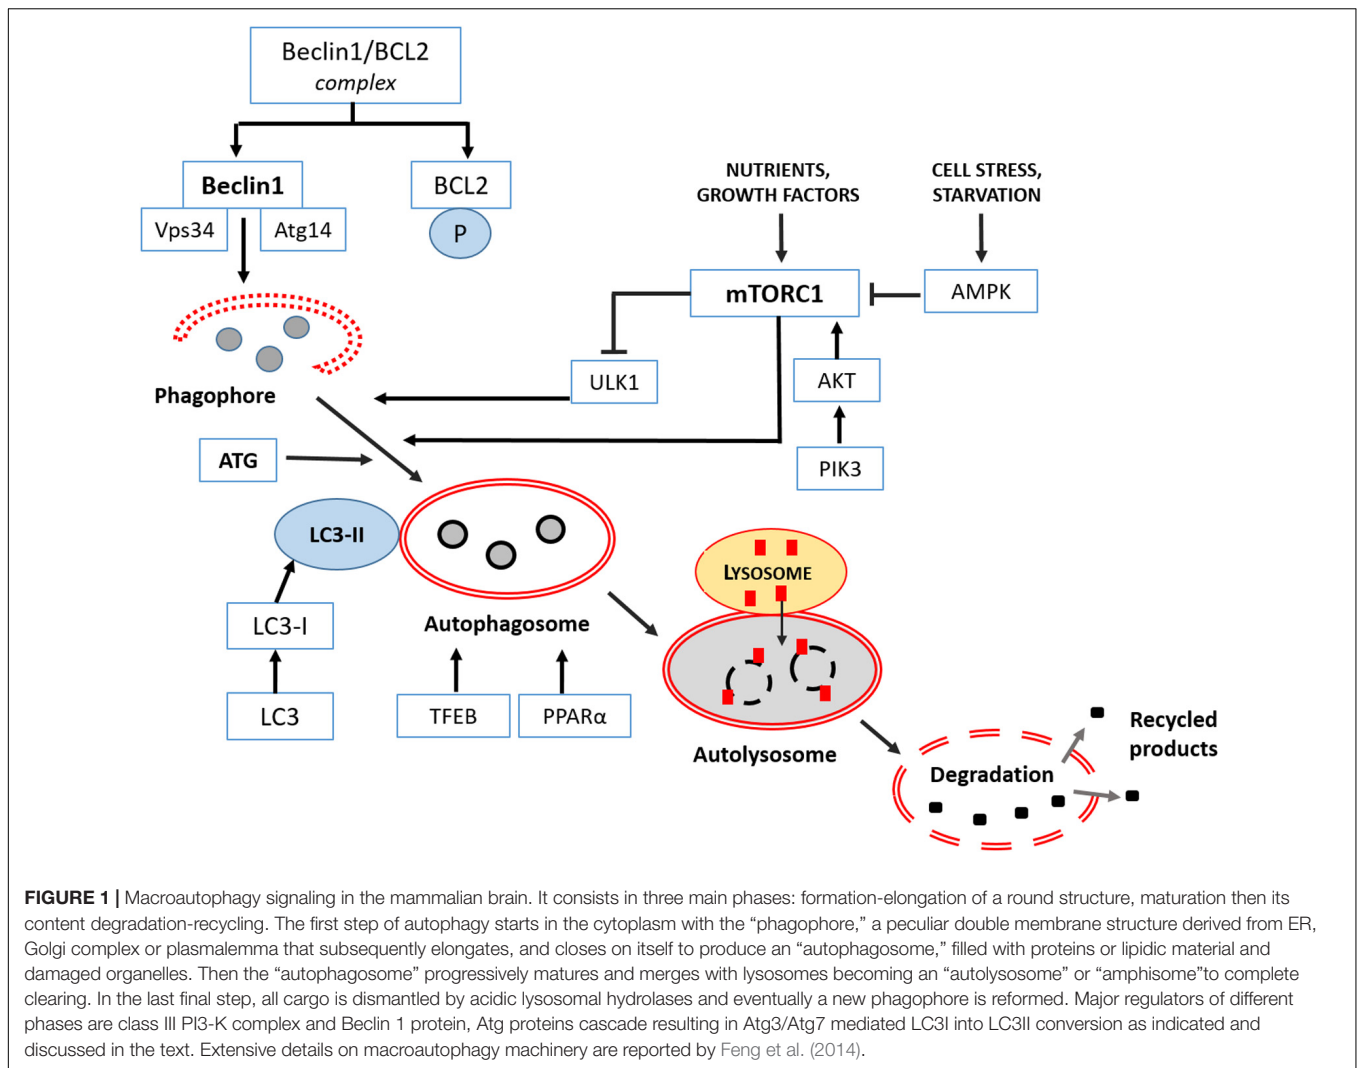 Beclin1/BCL2
complex
Beclin1
BCL2
Vps34
Atg14
P
NUTRIENTS,
GROWTH FACTORS
CELL STRESS,
STARVATION
mTORC1
AMPK
ULK1
AKT
PIK3
Phagophore
ATG
LC3-II
LC3-I
LC3
Autophagosome
TFEB
PPARα
LYSOSOME
Autolysosome
Degradation
Recycled
products
FIGURE 1 | Macroautophagy signaling in the mammalian brain. It consists in three main phases: formation-elongation of a round structure, maturation then its
content degradation-recycling. The first step of autophagy starts in the cytoplasm with the “phagophore,” a peculiar double membrane structure derived from ER,
Golgi complex or plasmalemma that subsequently elongates, and closes on itself to produce an “autophagosome,” filled with proteins or lipidic material and
damaged organelles. Then the “autophagosome” progressively matures and merges with lysosomes becoming an “autolysosome” or “amphisome”to complete
clearing. In the last final step, all cargo is dismantled by acidic lysosomal hydrolases and eventually a new phagophore is reformed. Major regulators of different
phases are class III PI3-K complex and Beclin 1 protein, Atg proteins cascade resulting in Atg3/Atg7 mediated LC3I into LC3II conversion as indicated and
discussed in the text. Extensive details on macroautophagy machinery are reported by Feng et al. (2014).